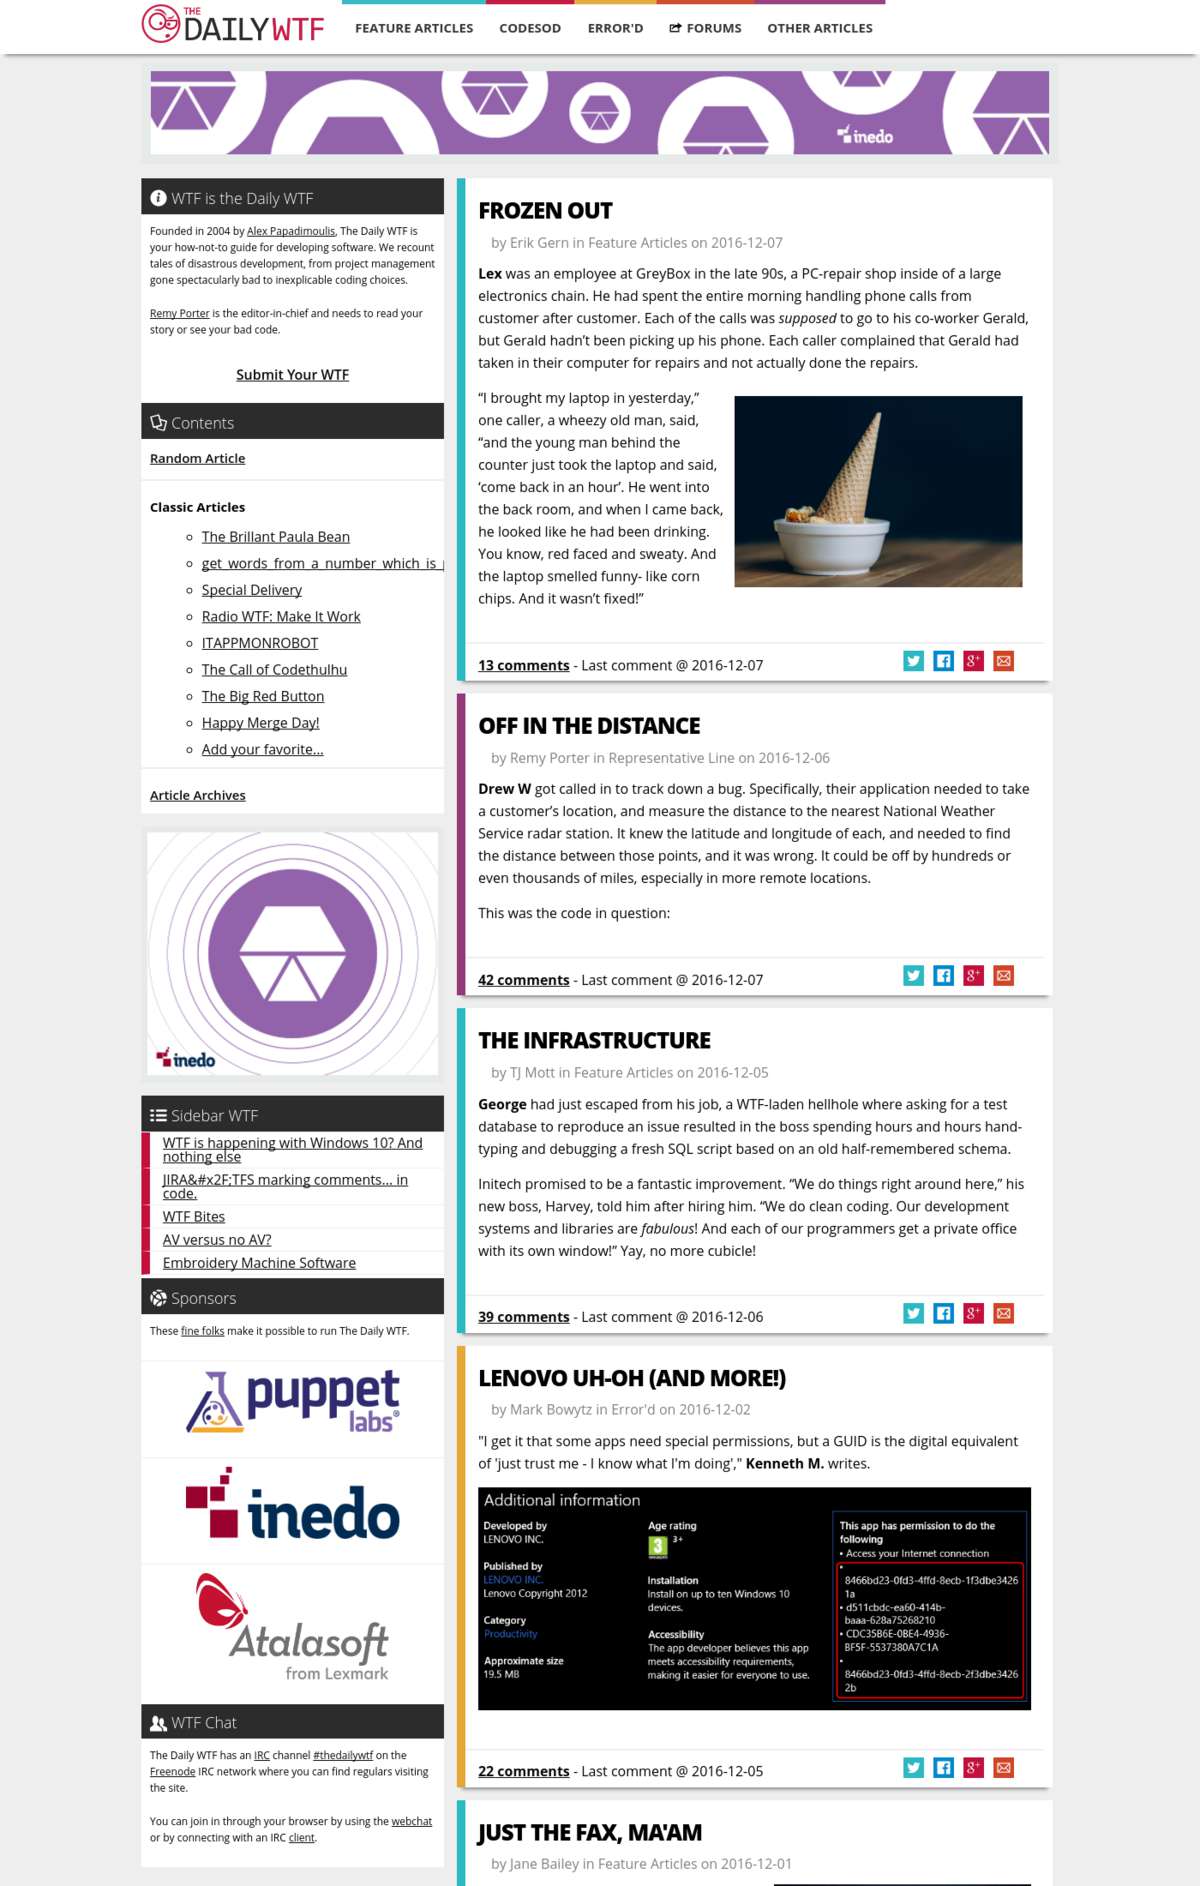 THE
DAILY WTF
FEATURE ARTICLES
CODESOD
ERROR'D
FORUMS
OTHER ARTICLES
inedo
WTF is the Daily WTF
Founded in 2004 by Alex Papadimoulis, The Daily WTF is
your how-not-to guide for developing software. We recount
tales of disastrous development, from project management
gone spectacularly bad to inexplicable coding choices.
Remy Porter is the editor-in-chief and needs to read your
story or see your bad code.
Submit Your WTF
Contents
Random Article
Classic Articles
The Brillant Paula Bean
get_words_from_a_number_which_is_
Special Delivery
Radio WTF: Make It Work
ITAPPMONROBOT
The Call of Codethulhu
The Big Red Button
Happy Merge Day!
Add your favorite...
Article Archives
inedo
Sidebar WTF
WTF is happening with Windows 10? And
nothing else
JIRA&#x2F;TFS marking comments... in
code.
WTF Bites
AV versus no AV?
Embroidery Machine Software
Sponsors
These fine folks make it possible to run The Daily WTF.
puppet
labs®
inedo
Atalasoft
from Lexmark
WTF Chat
The Daily WTF has an IRC channel #thedailywtf on the
Freenode IRC network where you can find regulars visiting
the site.
You can join in through your browser by using the webchat
or by connecting with an IRC client.
FROZEN OUT
by Erik Gern in Feature Articles on 2016-12-07
Lex was an employee at GreyBox in the late 90s, a PC-repair shop inside of a large
electronics chain. He had spent the entire morning handling phone calls from
customer after customer. Each of the calls was supposed to go to his co-worker Gerald,
but Gerald hadn’t been picking up his phone. Each caller complained that Gerald had
taken in their computer for repairs and not actually done the repairs.
“I brought my laptop in yesterday,”
one caller, a wheezy old man, said,
“and the young man behind the
counter just took the laptop and said,
‘come back in an hour’. He went into
the back room, and when I came back,
he looked like he had been drinking.
You know, red faced and sweaty. And
the laptop smelled funny- like corn
chips. And it wasn’t fixed!”
13 comments - Last comment @ 2016-12-07
OFF IN THE DISTANCE
by Remy Porter in Representative Line on 2016-12-06
Drew W got called in to track down a bug. Specifically, their application needed to take
a customer’s location, and measure the distance to the nearest National Weather
Service radar station. It knew the latitude and longitude of each, and needed to find
the distance between those points, and it was wrong. It could be off by hundreds or
even thousands of miles, especially in more remote locations.
This was the code in question:
42 comments - Last comment @ 2016-12-07
THE INFRASTRUCTURE
by TJ Mott in Feature Articles on 2016-12-05
George had just escaped from his job, a WTF-laden hellhole where asking for a test
database to reproduce an issue resulted in the boss spending hours and hours hand-
typing and debugging a fresh SQL script based on an old half-remembered schema.
Initech promised to be a fantastic improvement. “We do things right around here,” his
new boss, Harvey, told him after hiring him. “We do clean coding. Our development
systems and libraries are fabulous! And each of our programmers get a private office
with its own window!” Yay, no more cubicle!
39 comments - Last comment @ 2016-12-06
LENOVO UH-OH (AND MORE!)
by Mark Bowytz in Error'd on 2016-12-02
"I get it that some apps need special permissions, but a GUID is the digital equivalent
of 'just trust me - I know what I'm doing'," Kenneth M. writes.
Additional information
Developed by
LENOVO INC.
Published by
LENOVO INC.
Lenovo Copyright 2012
Category
Productivity
Approximate size
19.5 MB
Age rating
3 3+
Installation
Install on up to ten Windows 10
devices.
Accessibility
The app developer believes this app
meets accessibility requirements,
making it easier for everyone to use.
This app has permission to do the
following
• Access your Internet connection
•
8466bd23-0fd3-4ffd-8ecb-1f3dbe3426
1a
• d511cbdc-ea60-414b-
baaa-628a75268210
• CDC35B6E-0BE4-4936-
BF5F-5537380A7C1A
•
8466bd23-0fd3-4ffd-8ecb-2f3dbe3426
2b
22 comments - Last comment @ 2016-12-05
JUST THE FAX, MA'AM
by Jane Bailey in Feature Articles on 2016-12-01